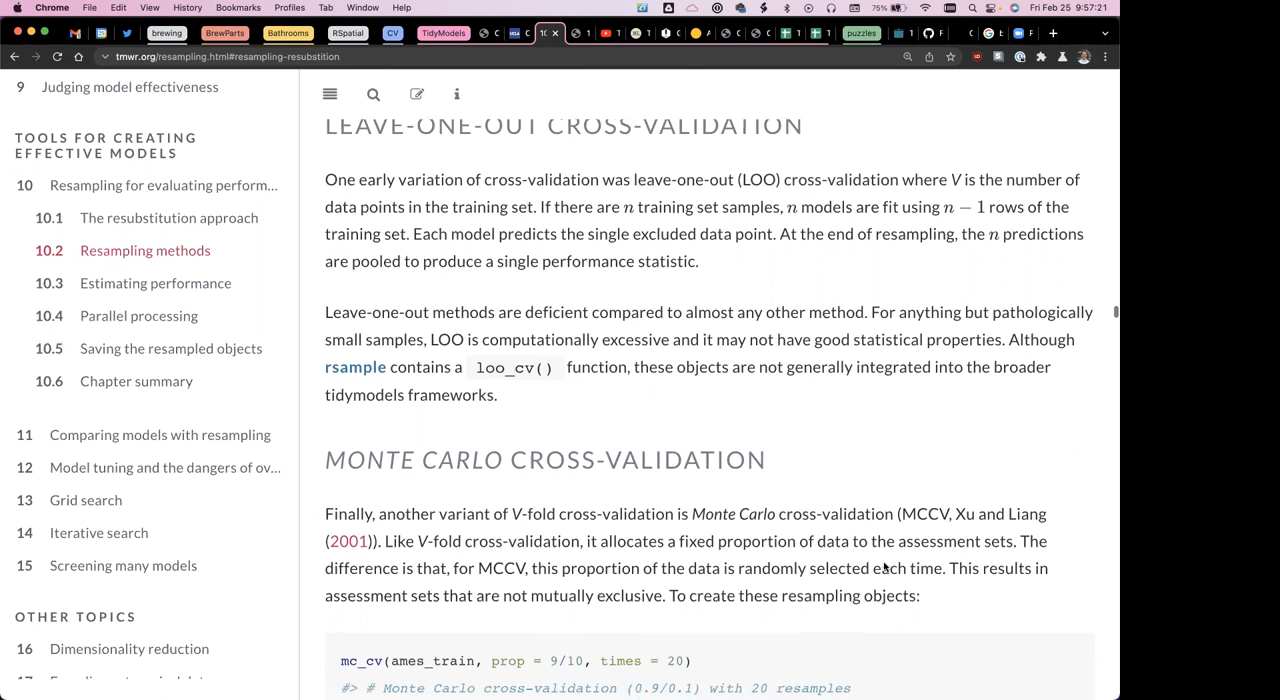 Chrome File Edit View History Bookmarks Profiles Tab Window Help 75% Fri Feb 25 9:57:21
brewing BrewParts Bathrooms RSpatial CV TidyModels puzzles
tmwr.org/resampling.html#resampling-resubstition
9 Judging model effectiveness
TOOLS FOR CREATING
EFFECTIVE MODELS
10 Resampling for evaluating perform...
10.1 The resubstitution approach
10.2 Resampling methods
10.3 Estimating performance
10.4 Parallel processing
10.5 Saving the resampled objects
10.6 Chapter summary
11 Comparing models with resampling
12 Model tuning and the dangers of ov...
13 Grid search
14 Iterative search
15 Screening many models
OTHER TOPICS
16 Dimensionality reduction
LEAVE-ONE-OUT CROSS-VALIDATION
One early variation of cross-validation was leave-one-out (LOO) cross-validation where V is the number of
data points in the training set. If there are n training set samples, n models are fit using n − 1 rows of the
training set. Each model predicts the single excluded data point. At the end of resampling, the n predictions
are pooled to produce a single performance statistic.
Leave-one-out methods are deficient compared to almost any other method. For anything but pathologically
small samples, LOO is computationally excessive and it may not have good statistical properties. Although
rsample contains a loo_cv() function, these objects are not generally integrated into the broader
tidymodels frameworks.
MONTE CARLO CROSS-VALIDATION
Finally, another variant of V-fold cross-validation is Monte Carlo cross-validation (MCCV, Xu and Liang
(2001)). Like V-fold cross-validation, it allocates a fixed proportion of data to the assessment sets. The
difference is that, for MCCV, this proportion of the data is randomly selected each time. This results in
assessment sets that are not mutually exclusive. To create these resampling objects:
mc_cv(ames_train, prop = 9/10, times = 20)
#> # Monte Carlo cross-validation (0.9/0.1) with 20 resamples